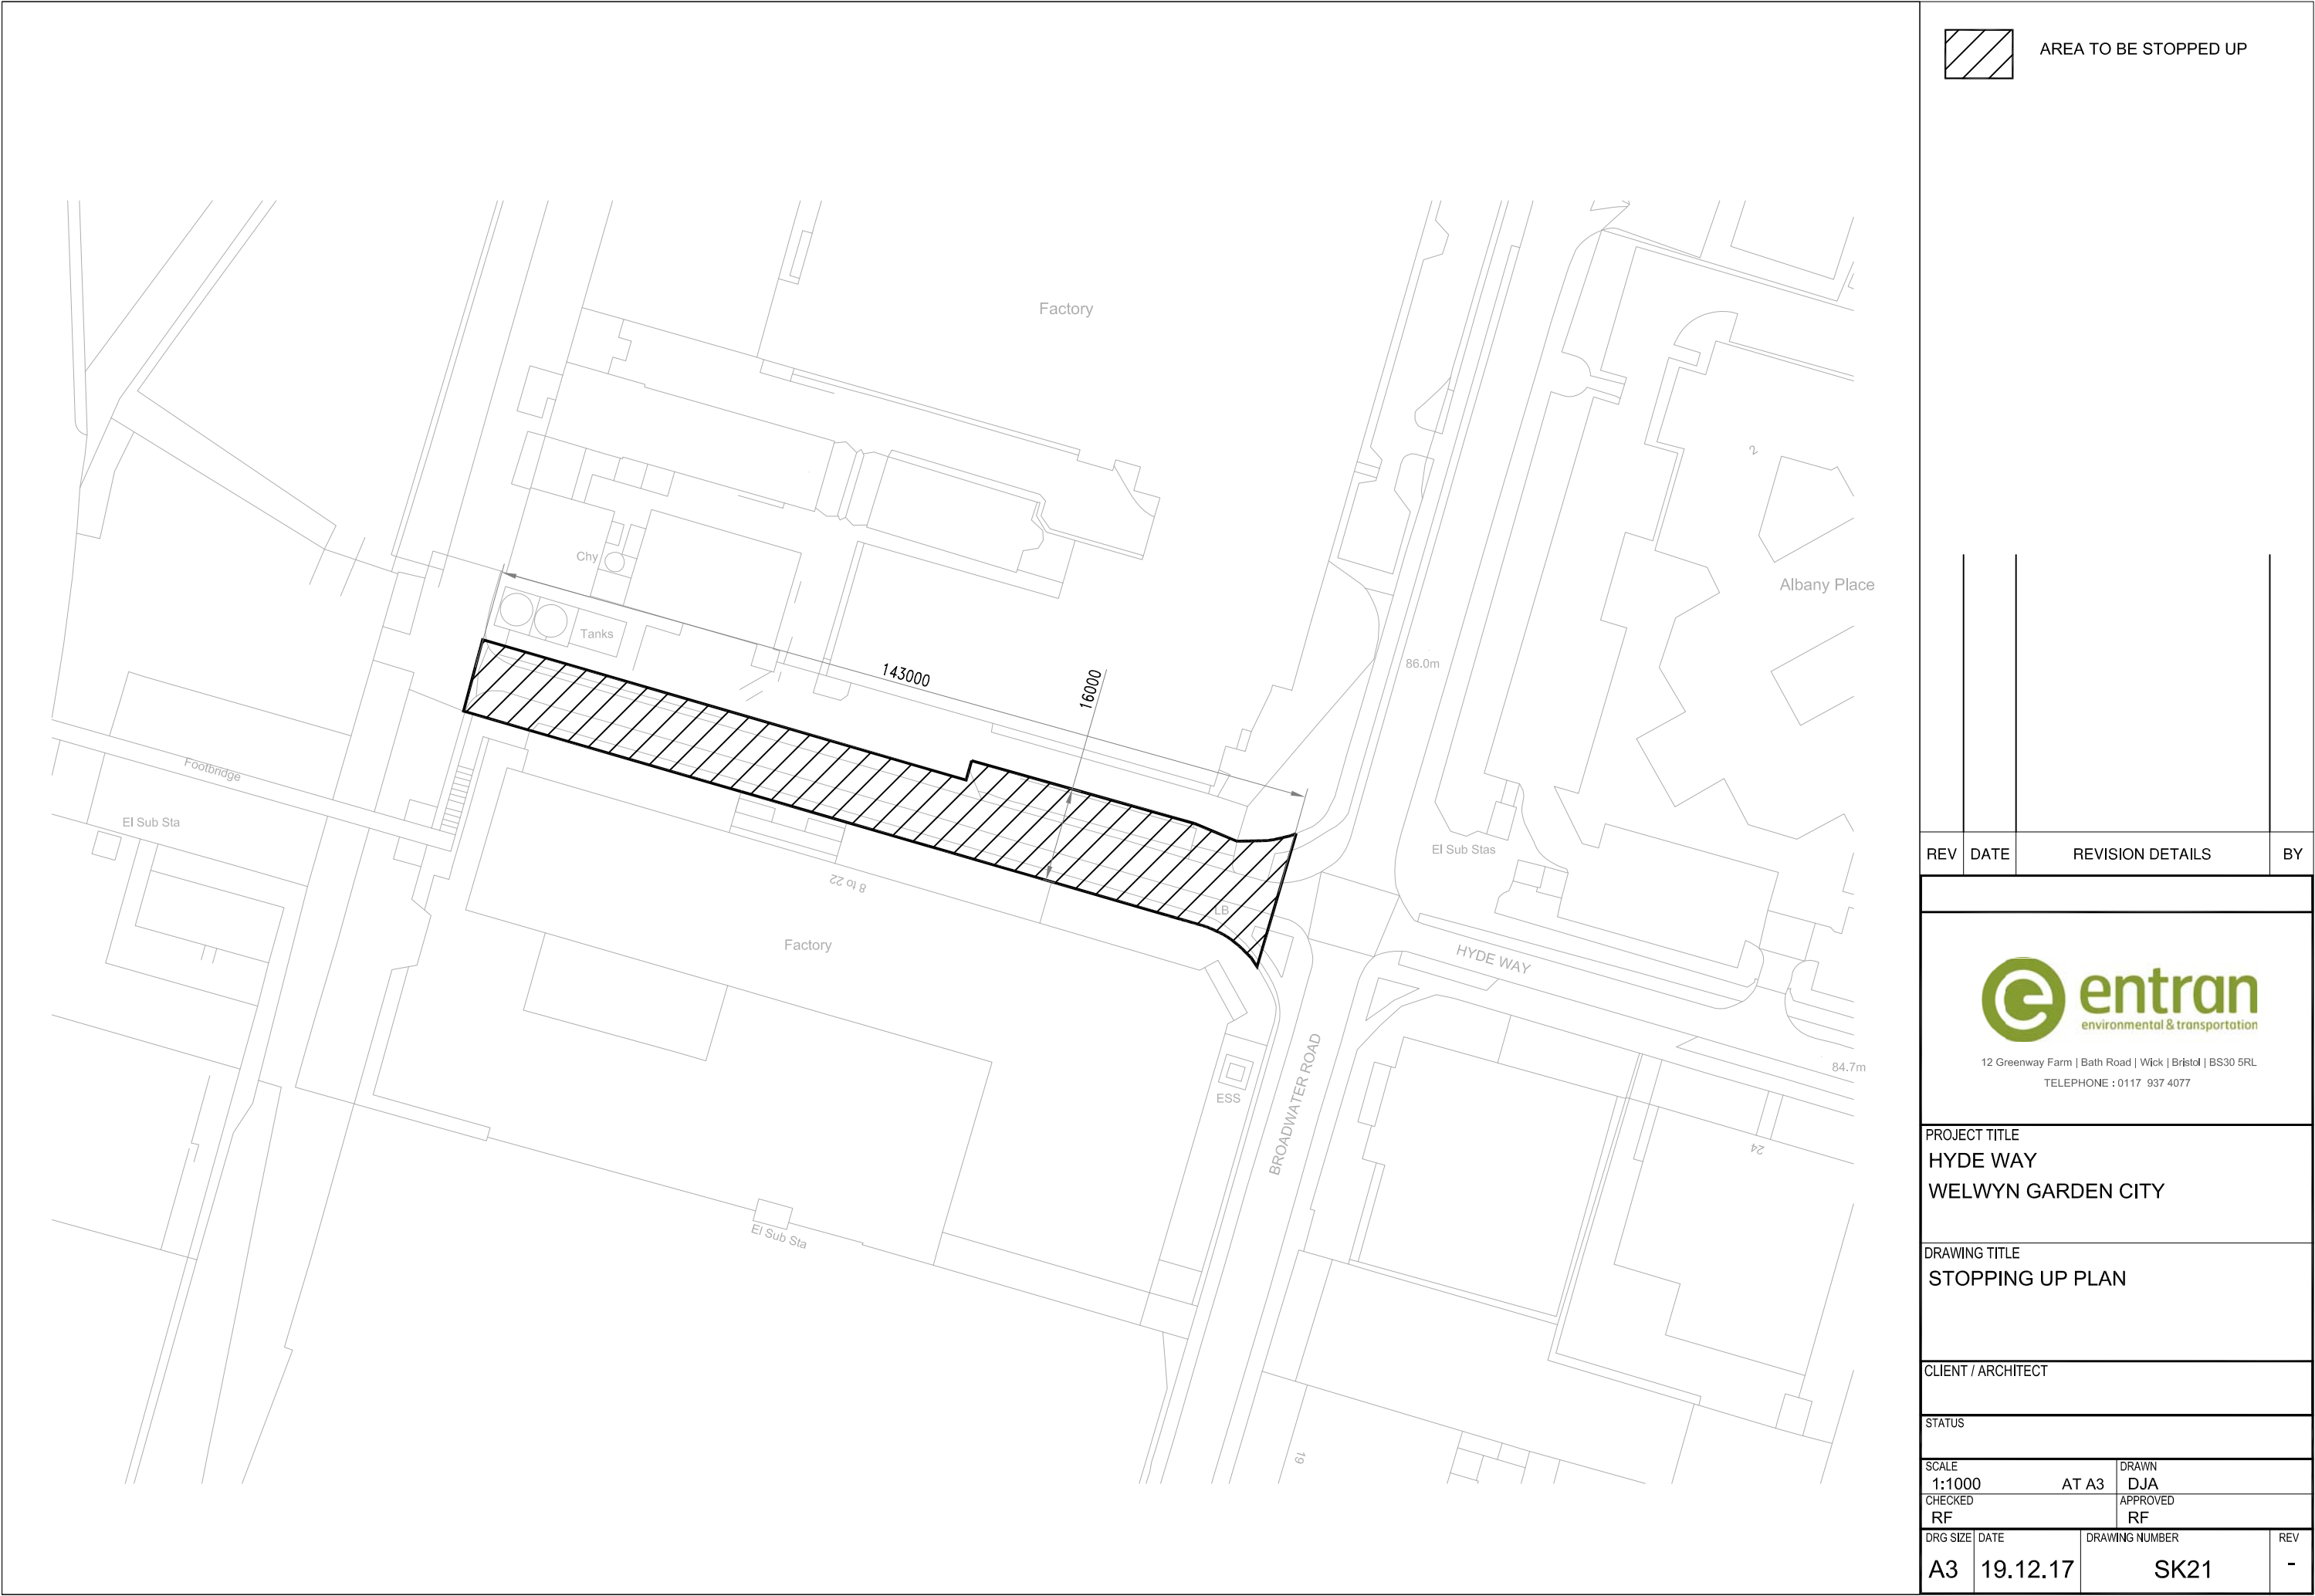 AREA TO BE STOPPED UP
Factory
2
Chy
Albany Place
Tanks
143000
16000
86.0m
Footbridge
El Sub Sta
El Sub Stas
8 to 22
LB
Factory
HYDE WAY
BROADWATER ROAD
ESS
84.7m
24
El Sub Sta
19
REV DATE REVISION DETAILS BY
e entran
environmental & transportation
12 Greenway Farm | Bath Road | Wick | Bristol | BS30 5RL
TELEPHONE : 0117 937 4077
PROJECT TITLE
HYDE WAY
WELWYN GARDEN CITY
DRAWING TITLE
STOPPING UP PLAN
CLIENT / ARCHITECT
STATUS
SCALE DRAWN
1:1000 AT A3 DJA
CHECKED APPROVED
RF RF
DRG SIZE DATE DRAWING NUMBER REV
A3 19.12.17 SK21 -